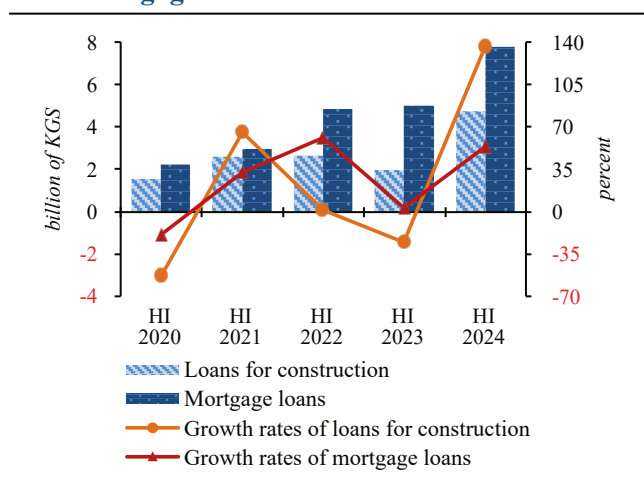 8
6
4
2
0
-2
-4
billion of KGS
140
105
70
35
0
-35
-70
percent
HI HI HI HI HI
2020 2021 2022 2023 2024
Loans for construction
Mortgage loans
Growth rates of loans for construction
Growth rates of mortgage loans